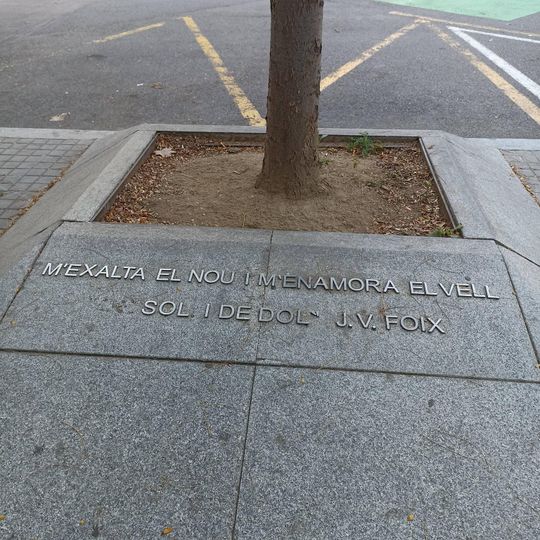 M'EXALTA EL NOU I M'ENAMORA EL VELL
SOL. I DE DOL` J.V. FOIX